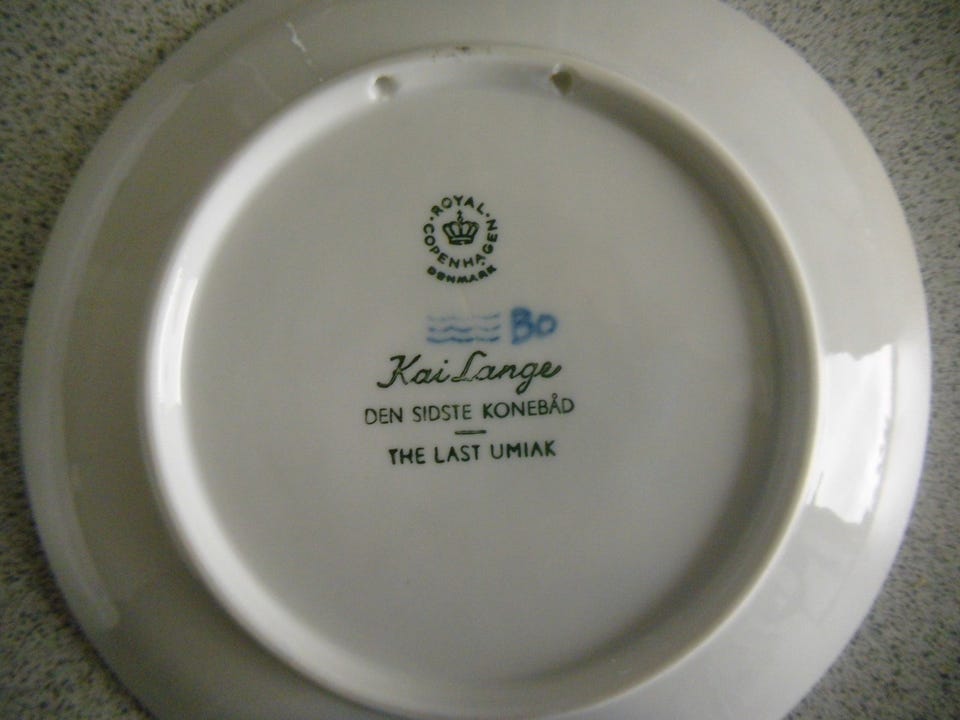 ROYAL COPENHAGEN
DENMARK
BO
Kai Lange
DEN SIDSTE KONEBÅD
THE LAST UMIAK